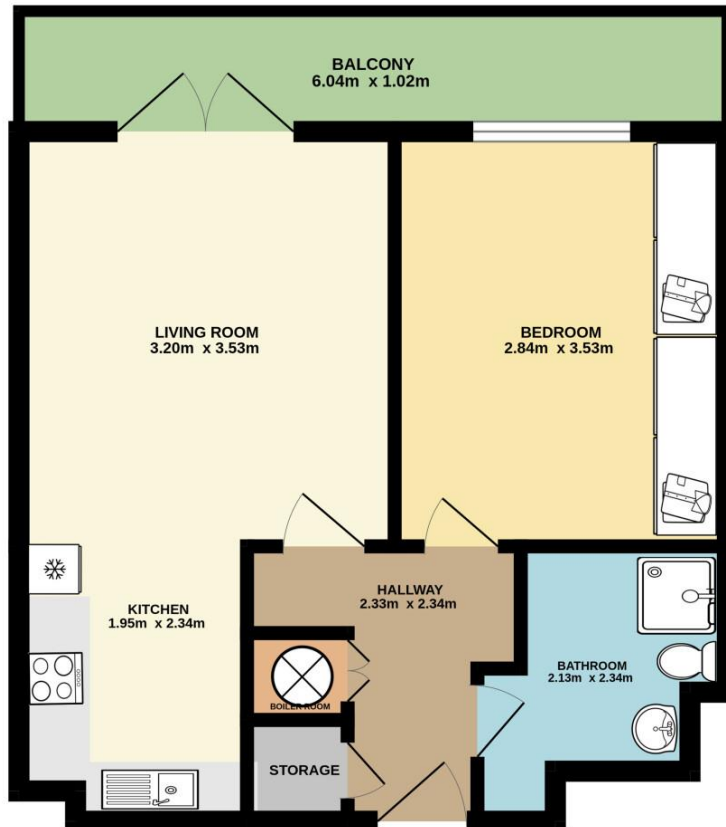 BALCONY
6.04m x 1.02m
LIVING ROOM
3.20m x 3.53m
BEDROOM
2.84m x 3.53m
KITCHEN
1.95m x 2.34m
HALLWAY
2.33m x 2.34m
BATHROOM
2.13m x 2.34m
BOILER ROOM
STORAGE